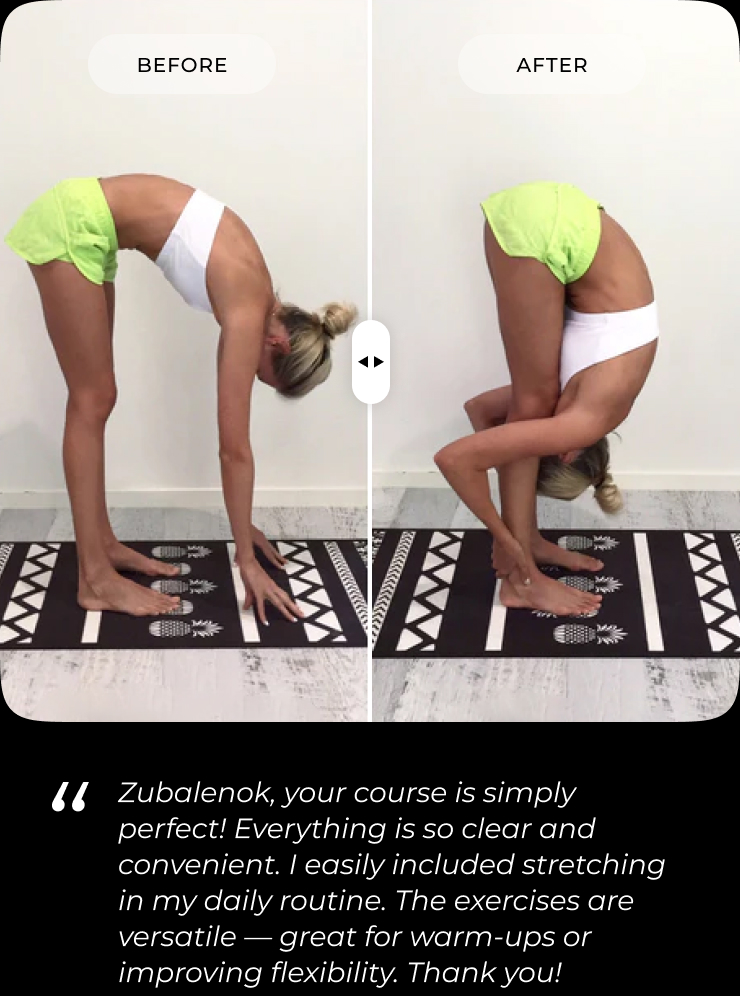 BEFORE
AFTER
“ Zubalenok, your course is simply
perfect! Everything is so clear and
convenient. I easily included stretching
in my daily routine. The exercises are
versatile — great for warm-ups or
improving flexibility. Thank you!